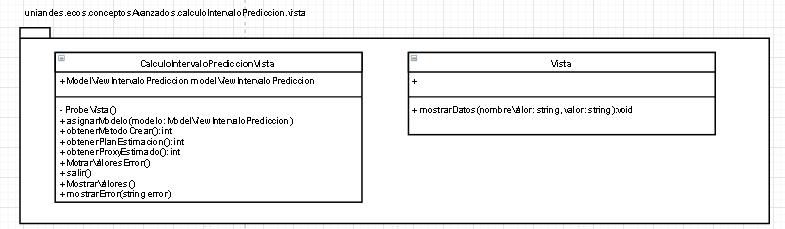 uniandes.ecos.conceptosAvanzados.calculoIntervaloPrediccion.vista
CalculoIntervaloPrediccionVista
+ModelViewIntervaloPrediccion modelViewIntervaloPrediccion
- ProbeVista()
+ asignarModelo(modelo: ModelViewIntervaloPrediccion)
+ obtenerMetodoCrear(): int
+ obtenerPlanEstimacion(): int
+ obtenerProxyEstimado(): int
+ MotrarValoresError()
+ salir()
+ MostrarValores()
+ mostrarError(string error)
Vista
+
+ mostrarDatos(nombreValor: string, valor: string):void